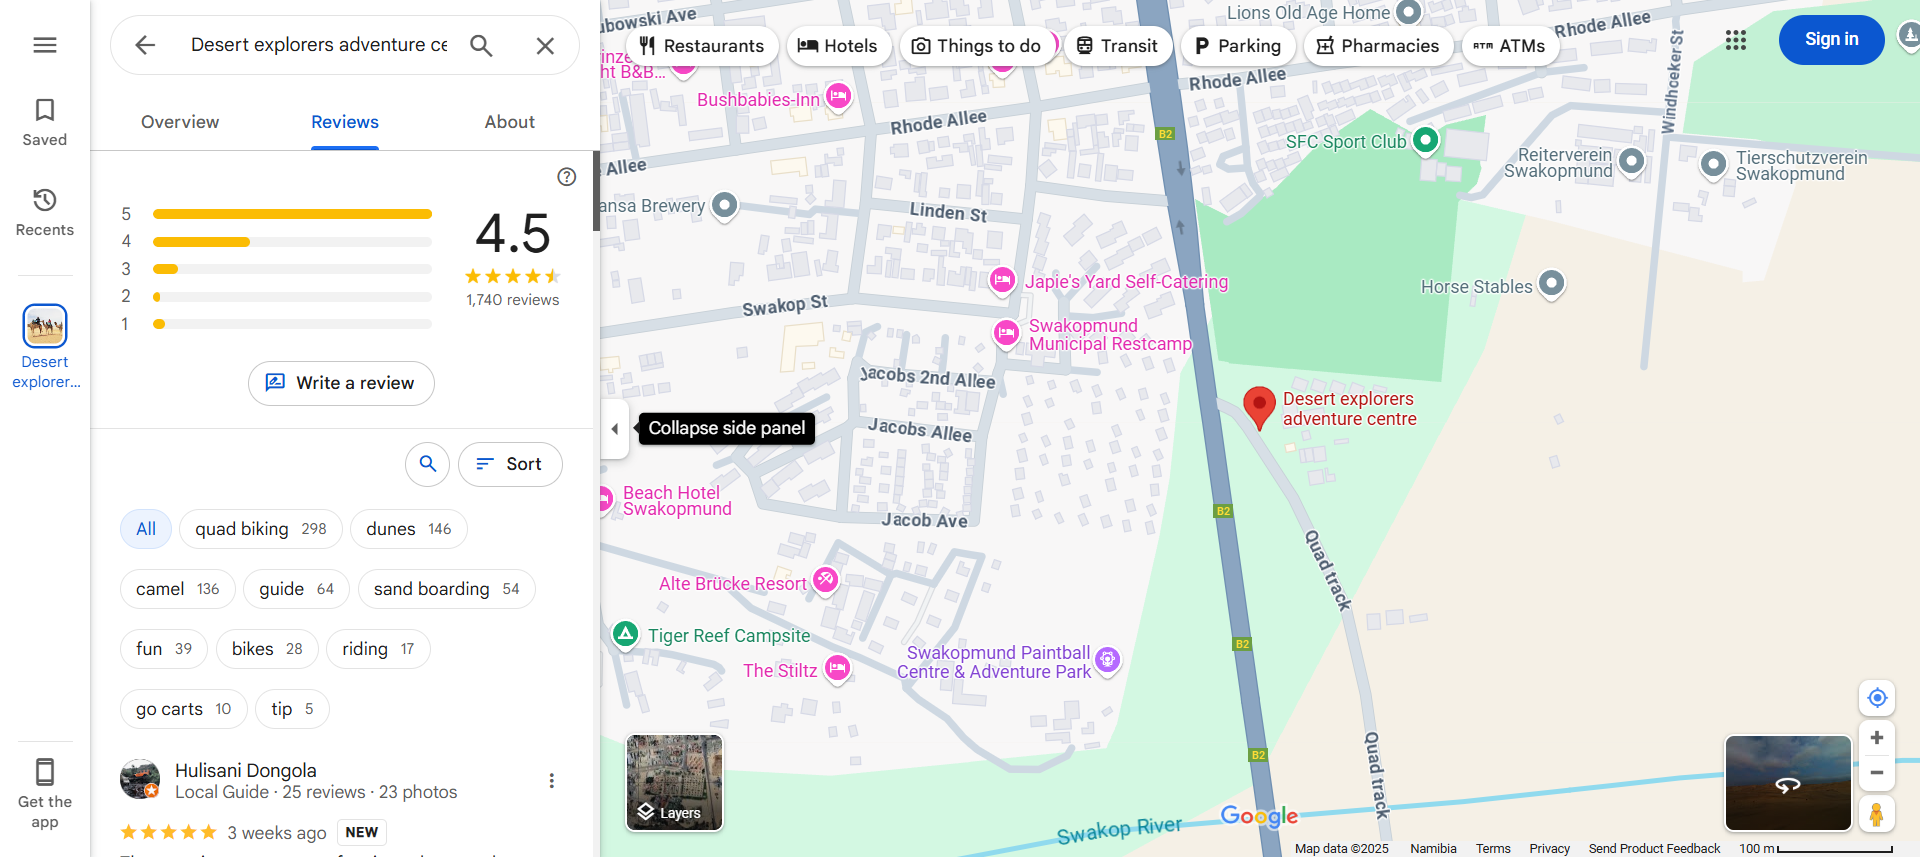 Desert explorers adventure ce
Saved
Recents
Desert
explorer...
Get the
app
Overview
Reviews
About
5
4
3
2
1
4.5
1,740 reviews
Write a review
Sort
All
quad biking 298
dunes 146
camel 136
guide 64
sand boarding 54
fun 39
bikes 28
riding 17
go carts 10
tip 5
Hulisani Dongola
Local Guide · 25 reviews · 23 photos
3 weeks ago NEW
Restaurants
Hotels
Things to do
Transit
Parking
Pharmacies
ATM ATMs
Sign in
Lions Old Age Home
Rhode Allee
Windhoeker St
ht B&B...
Bushbabies-Inn
Rhode Allee
Rhode Allee
B2
SFC Sport Club
Reiterverein
Swakopmund
Tierschutzverein
Swakopmund
Allee
ansa Brewery
Linden St
Japie's Yard Self-Catering
Horse Stables
Swakop St
Swakopmund
Municipal Restcamp
Jacobs 2nd Allee
Desert explorers
adventure centre
Jacobs Allee
Collapse side panel
Beach Hotel
Swakopmund
Jacob Ave
B2
Quad track
Alte Brücke Resort
Tiger Reef Campsite
The Stiltz
Swakopmund Paintball
Centre & Adventure Park
B2
B2
Quad track
Layers
Swakop River
Google
Map data ©2025 Namibia Terms Privacy Send Product Feedback 100 m